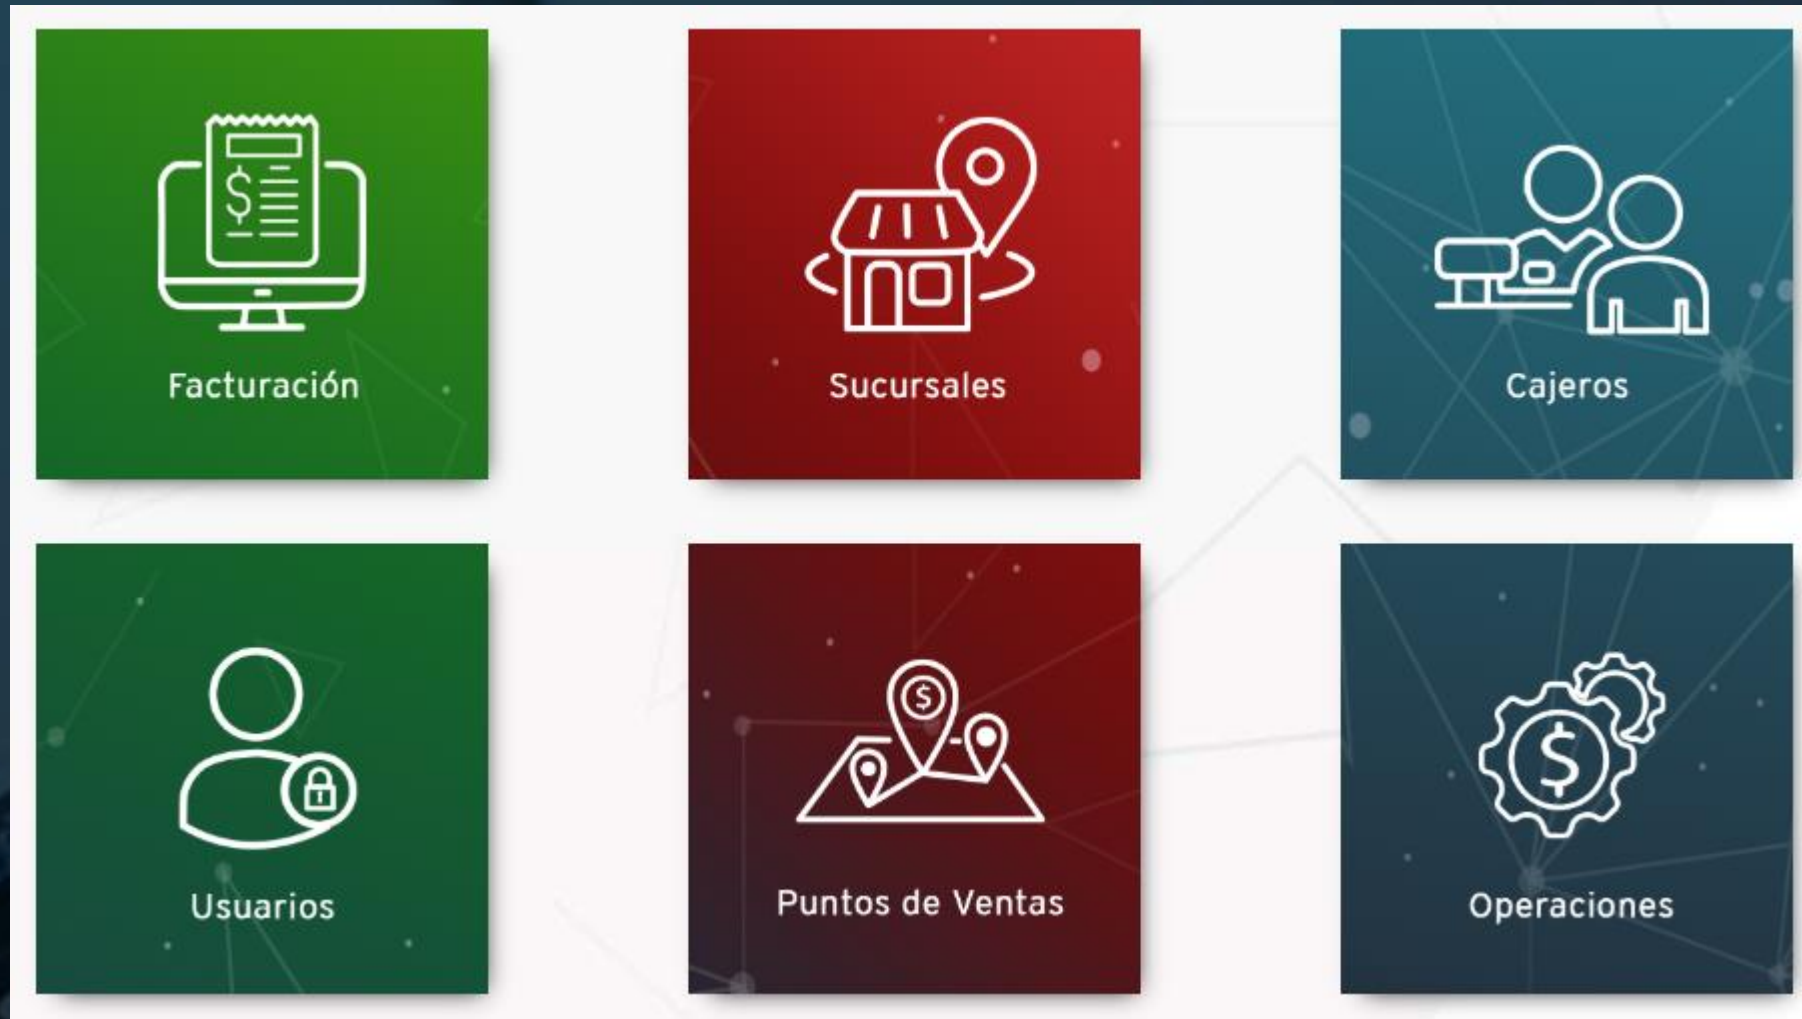 Facturación
Sucursales
Cajeros
Usuarios
Puntos de Ventas
Operaciones